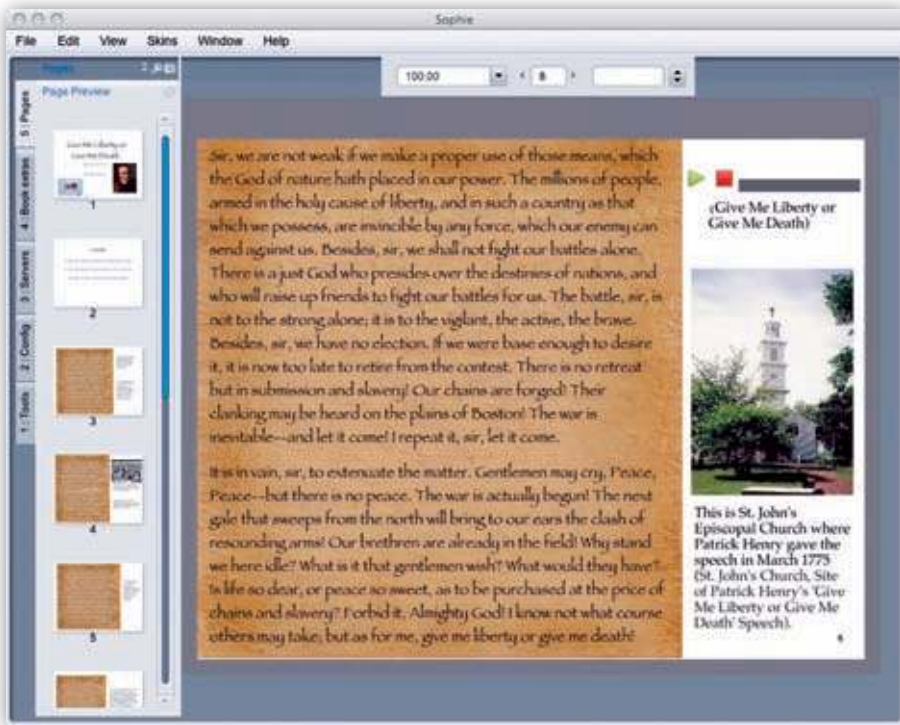 Sophie
File Edit View Skins Window Help
Pages
Page Preview
100:00
6
5 : Pages
4 : Book extras
3 : Servers
2 : Config
1 : Tools
Give Me Liberty or
Give Me Death
1
2
3
4
5
Sir, we are not weak if we make a proper use of those means, which
the God of nature hath placed in our power. The millions of people,
armed in the holy cause of liberty, and in such a country as that
which we possess, are invincible by any force, which our enemy can
send against us. Besides, sir, we shall not fight our battles alone.
There is a just God who presides over the destinies of nations, and
who will raise up friends to fight our battles for us. The battle, sir, is
not to the strong alone; it is to the vigilant, the active, the brave.
Besides, sir, we have no election. If we were base enough to desire
it, it is now too late to retire from the contest. There is no retreat
but in submission and slavery! Our chains are forged! Their
clanking may be heard on the plains of Boston! The war is
inevitable--and let it come! I repeat it, sir, let it come.
It is in vain, sir, to extenuate the matter. Gentlemen may cry, Peace,
Peace--but there is no peace. The war is actually begun! The next
gale that sweeps from the north will bring to our ears the clash of
resounding arms! Our brethren are already in the field! Why stand
we here idle? What is it that gentlemen wish? What would they have?
Is life so dear, or peace so sweet, as to be purchased at the price of
chains and slavery? Forbid it, Almighty God! I know not what course
others may take; but as for me, give me liberty or give me death!
(Give Me Liberty or
Give Me Death)
This is St. John's
Episcopal Church where
Patrick Henry gave the
speech in March 1775
(St. John's Church, Site
of Patrick Henry's 'Give
Me Liberty or Give Me
Death' Speech).
6